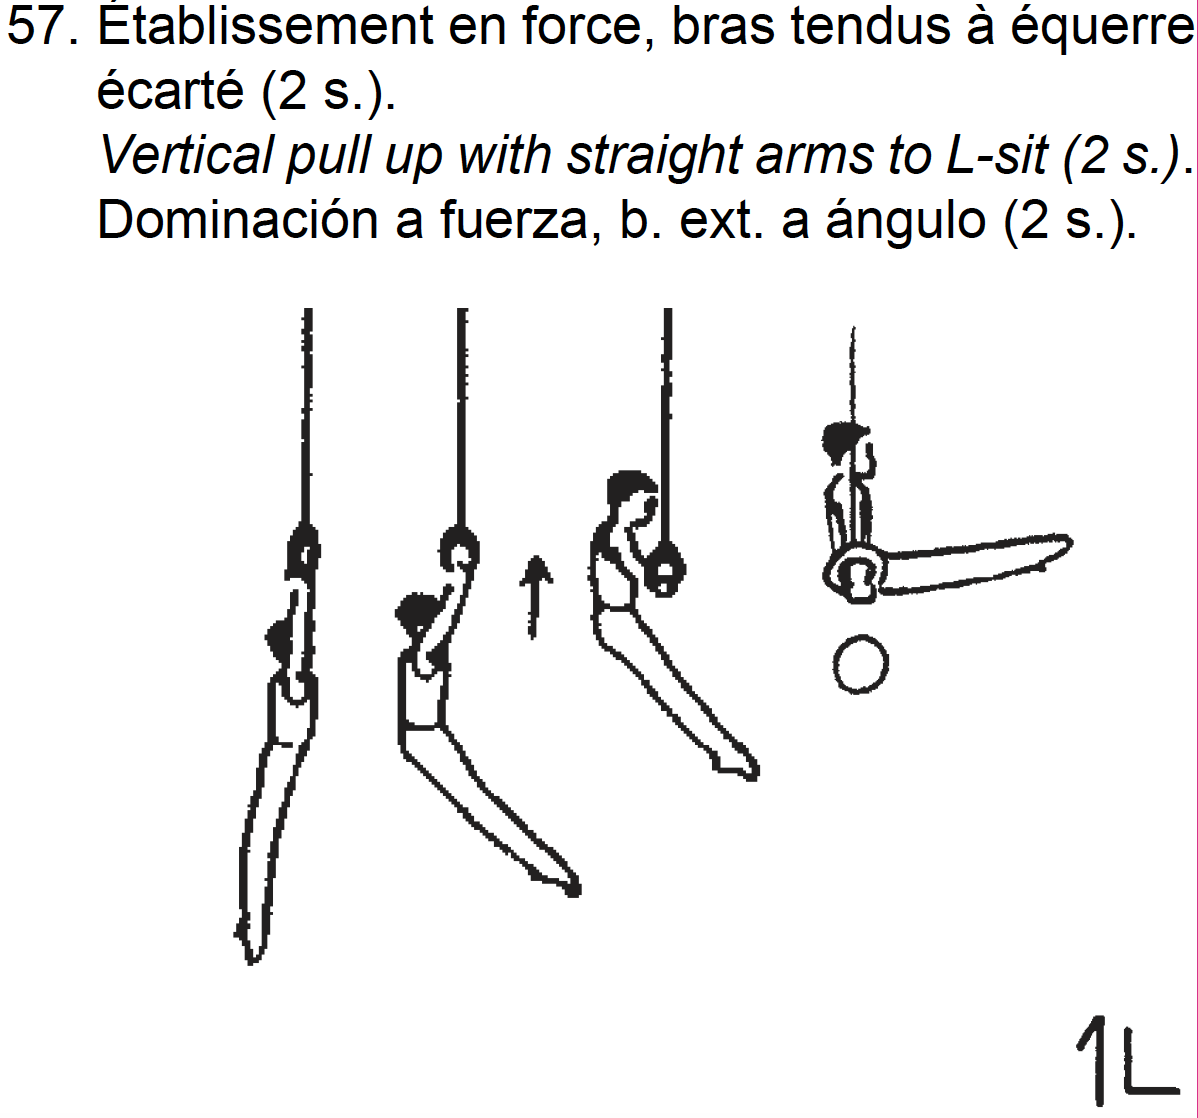 57. Établissement en force, bras tendus à équerre
écarté (2 s.).
Vertical pull up with straight arms to L-sit (2 s.).
Dominación a fuerza, b. ext. a ángulo (2 s.).
1L